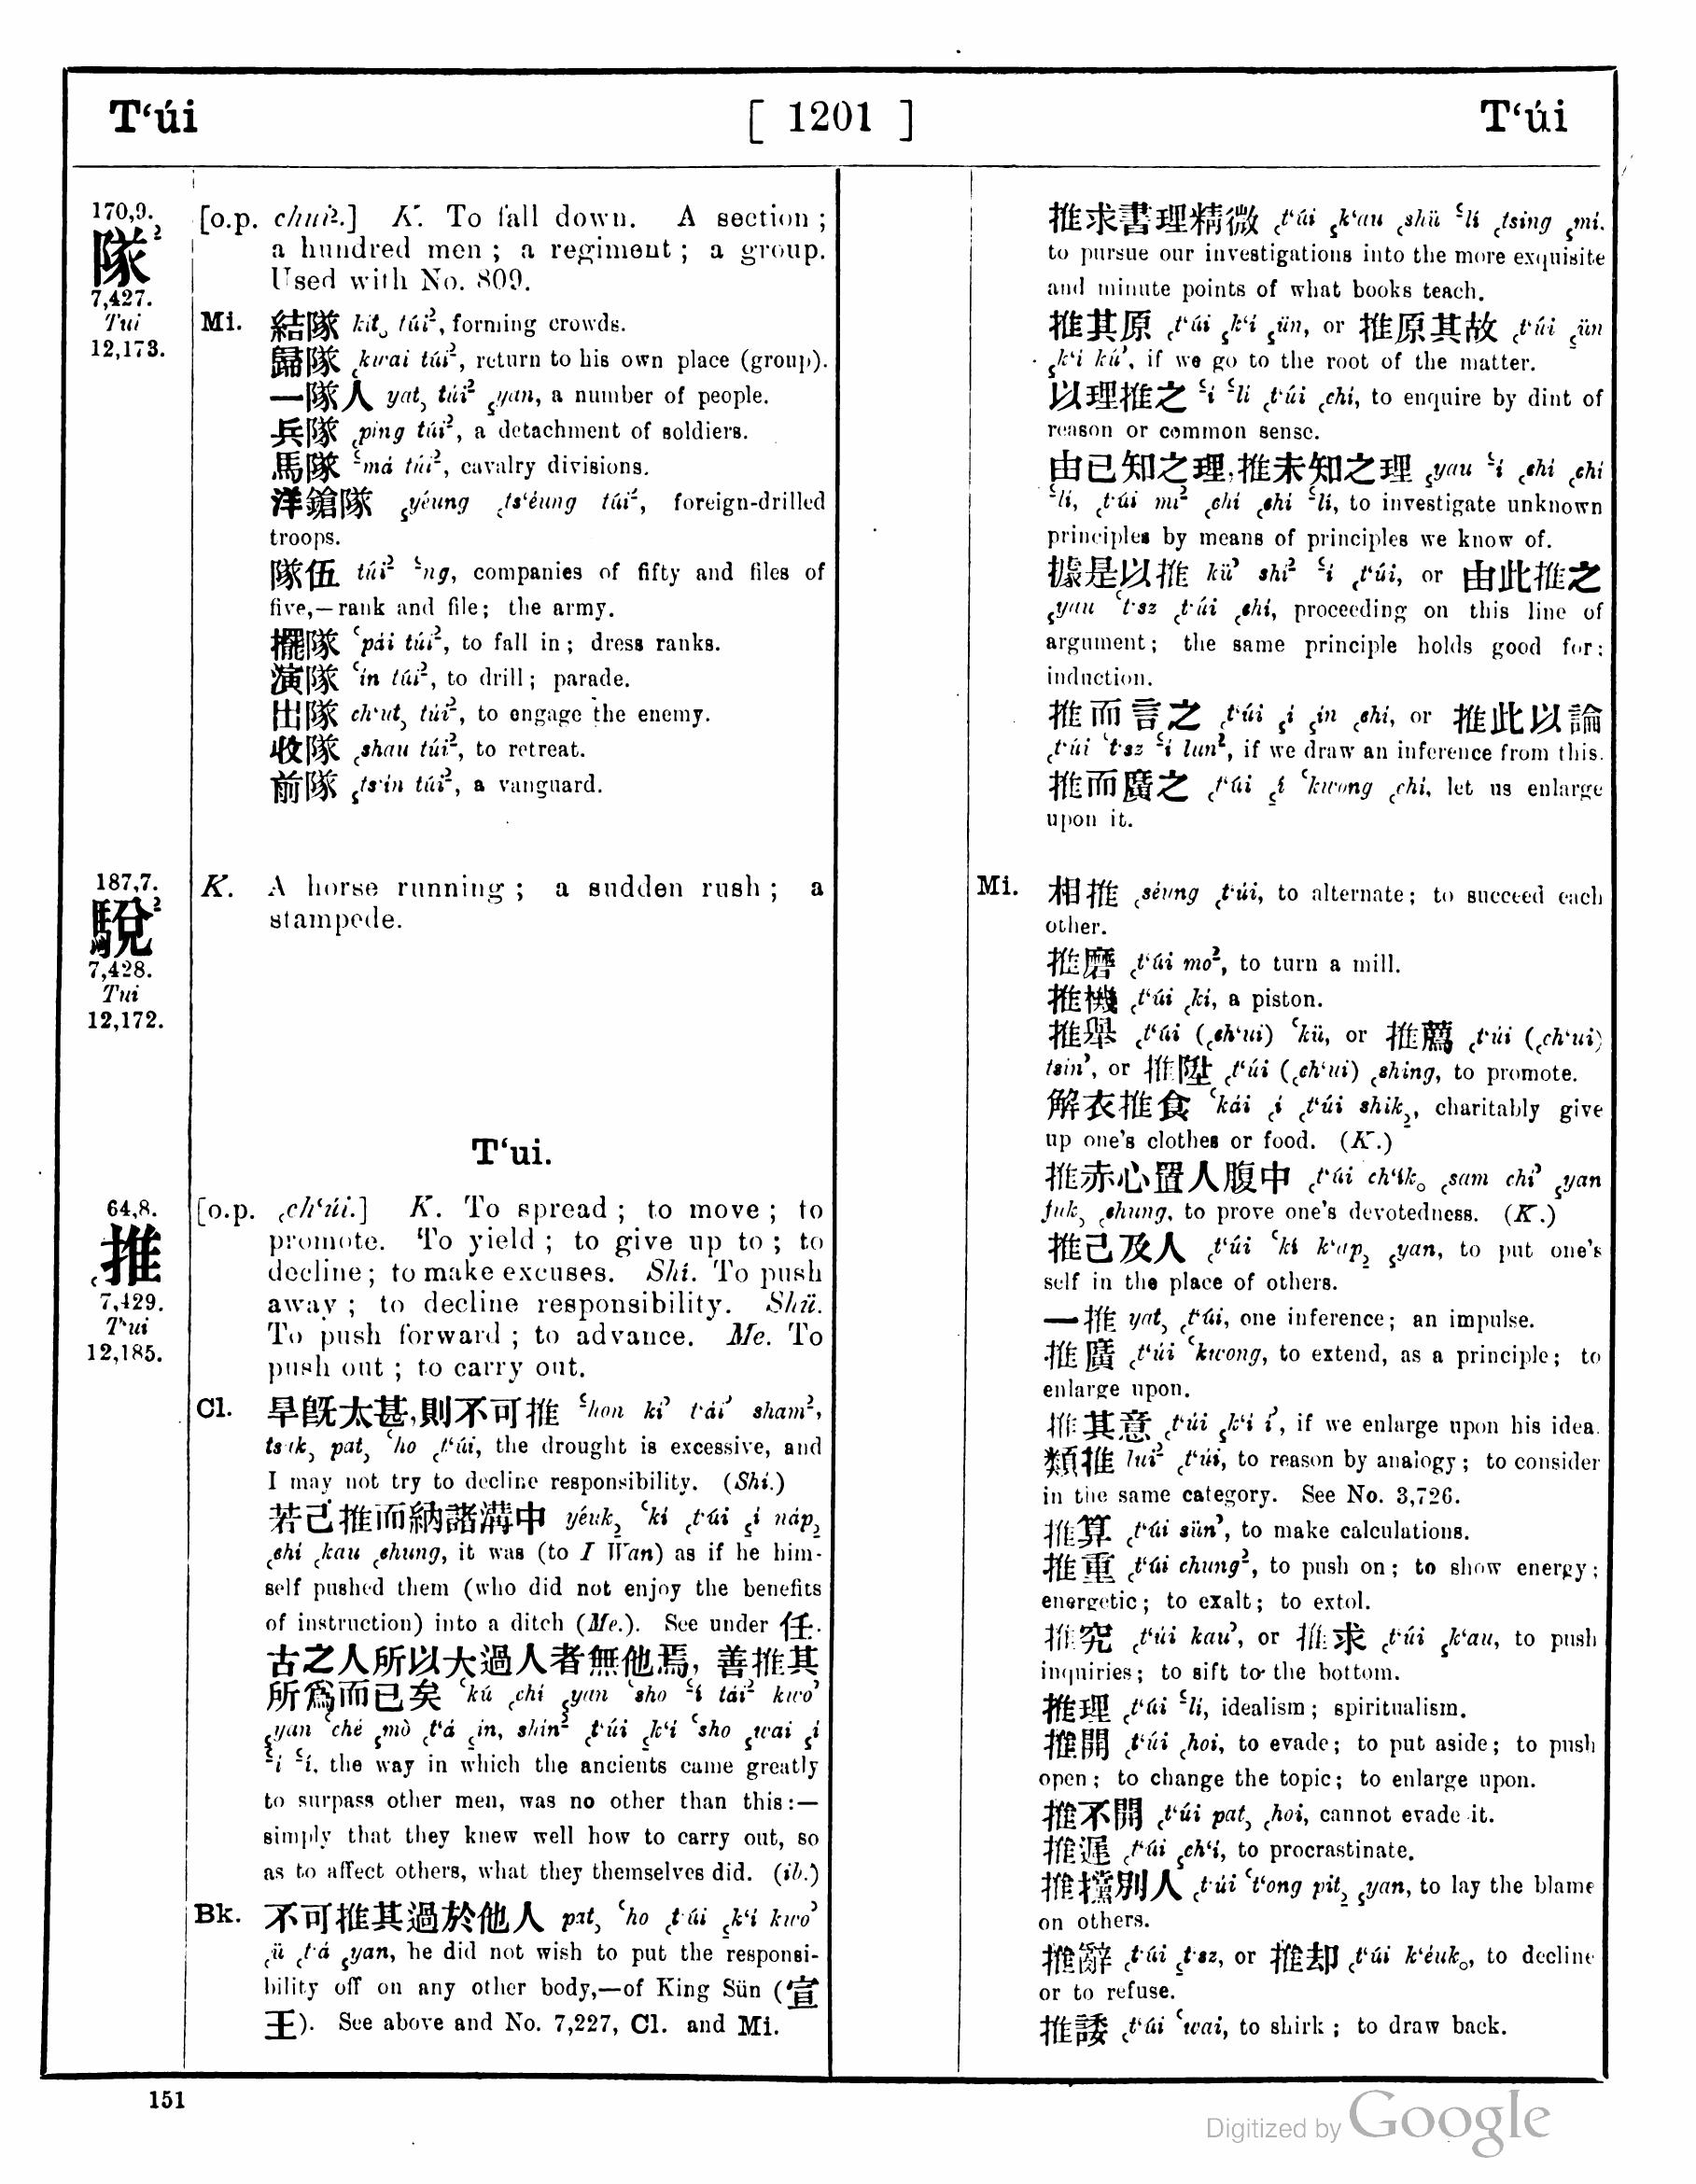 T‘úi [ 1201 ] T‘úi
170,9.
隊²
7,427.
Tui
12,173.
[o.p. chui².] K. To fall down. A section ;
a hundred men ; a regiment ; a group.
Used with No. 809.
Mi. 結隊 kit꜇ túi², forming crowds.
歸隊 ꜀kwai túi², return to his own place (group).
一隊人 yat꜆ túi² ꜁yan, a number of people.
兵隊 ꜀ping túi², a detachment of soldiers.
馬隊 ꜃má túi², cavalry divisions.
洋鎗隊 ꜁yéung ꜀ts‘éung túi², foreign-drilled
troops.
隊伍 túi² ꜃ng, companies of fifty and files of
five,—rank and file; the army.
擺隊 ꜂pái túi², to fall in ; dress ranks.
演隊 ꜂in túi², to drill ; parade.
出隊 ch‘ut꜆ túi², to engage the enemy.
收隊 ꜀shau túi², to retreat.
前隊 ꜁ts‘in túi², a vanguard.
187,7.
駾²
7,428.
Tui
12,172.
K. A horse running ; a sudden rush ; a
stampede.
T‘ui.
64,8.
꜀推
7,429.
T‘ui
12,185.
[o.p. ꜀ch‘úi.] K. To spread ; to move ; to
promote. To yield ; to give up to ; to
decline ; to make excuses. Shi. To push
away ; to decline responsibility. Shü.
To push forward ; to advance. Me. To
push out ; to carry out.
Cl. 旱旣太甚,則不可推 ꜃hon ki꜄ t‘ái꜄ sham²,
tsik꜆ pat꜆ ꜂ho ꜀t‘úi, the drought is excessive, and
I may not try to decline responsibility. (Shi.)
若己推而納諸溝中 yéuk꜇ ꜂ki ꜀t‘úi ꜁i náp꜇
꜀chi ꜀kau ꜀chung, it was (to I Wan) as if he him-
self pushed them (who did not enjoy the benefits
of instruction) into a ditch (Me.). See under 任.
古之人所以大過人者無他焉, 善推其
所爲而已矣 ꜂kú ꜀chi ꜁yan ꜂sho ꜃i tái² kwo꜄
꜁yan ꜂ché ꜁mò ꜀t‘á ꜁in, shin² ꜀t‘úi ꜁k‘i ꜂sho ꜁wai ꜁i
꜃i ꜃i, the way in which the ancients came greatly
to surpass other men, was no other than this:—
simply that they knew well how to carry out, so
as to affect others, what they themselves did. (ib.)
Bk. 不可推其過於他人 pat꜆ ꜂ho ꜀t‘úi ꜁k‘i kwo꜄
꜀ü ꜀t‘á ꜁yan, he did not wish to put the responsi-
bility off on any other body,—of King Sün (宣
王). See above and No. 7,227, Cl. and Mi.
推求書理精微 ꜀t‘úi ꜁k‘au ꜀shü ꜃li ꜀tsing ꜁mi.
to pursue our investigations into the more exquisite
and minute points of what books teach.
推其原 ꜀t‘úi ꜁k‘i ꜁ün, or 推原其故 ꜀t‘úi ꜁ün
꜁k‘i kú꜄, if we go to the root of the matter.
以理推之 ꜃i ꜃li ꜀t‘úi ꜀chi, to enquire by dint of
reason or common sense.
由已知之理,推未知之理 ꜁yau ꜃i ꜀chi ꜀chi
꜃li, ꜀t‘úi mi² ꜀chi ꜀chi ꜃li, to investigate unknown
principles by means of principles we know of.
據是以推 kü꜄ shi² ꜃i ꜀t‘úi, or 由此推之
꜁yau ꜂t‘sz ꜀t‘úi ꜀chi, proceeding on this line of
argument ; the same principle holds good for:
induction.
推而言之 ꜀t‘úi ꜁i ꜁in ꜀chi, or 推此以論
꜀t‘úi ꜂t‘sz ꜃i lun², if we draw an inference from this.
推而廣之 ꜀t‘úi ꜁i ꜂kwong ꜀chi, let us enlarge
upon it.
Mi. 相推 ꜀séung ꜀t‘úi, to alternate ; to succeed each
other.
推磨 ꜀t‘úi mo², to turn a mill.
推機 ꜀t‘úi ꜀ki, a piston.
推舉 ꜀t‘úi (꜀ch‘ui) ꜂kü, or 推薦 ꜀t‘úi (꜀ch‘ui)
tsin꜄, or 推陞 ꜀t‘úi (꜀ch‘ui) ꜀shing, to promote.
解衣推食 ꜂kái ꜀i ꜀t‘úi shik꜇, charitably give
up one's clothes or food. (K.)
推赤心置人腹中 ꜀t‘úi ch‘ik꜀ ꜀sam chi꜄ ꜁yan
fuk꜆ ꜀chung, to prove one's devotedness. (K.)
推己及人 ꜀t‘úi ꜂ki k‘ap꜇ ꜁yan, to put one's
self in the place of others.
一推 yat꜆ ꜀t‘úi, one inference ; an impulse.
推廣 ꜀t‘úi ꜂kwong, to extend, as a principle ; to
enlarge upon.
推其意 ꜀t‘úi ꜁k‘i i꜄, if we enlarge upon his idea.
類推 lui² ꜀t‘úi, to reason by analogy ; to consider
in the same category. See No. 3,726.
推算 ꜀t‘úi sün꜄, to make calculations.
推重 ꜀t‘úi chung², to push on ; to show energy ;
energetic ; to exalt ; to extol.
推究 ꜀t‘úi kau꜄, or 推求 ꜀t‘úi ꜁k‘au, to push
inquiries ; to sift to the bottom.
推理 ꜀t‘úi ꜃li, idealism ; spiritualism.
推開 ꜀t‘úi ꜀hoi, to evade ; to put aside ; to push
open ; to change the topic ; to enlarge upon.
推不開 ꜀t‘úi pat꜆ ꜀hoi, cannot evade it.
推遲 ꜀t‘úi ꜁ch‘i, to procrastinate.
推攩別人 ꜀t‘úi ꜂t‘ong pit꜇ ꜁yan, to lay the blame
on others.
推辭 ꜀t‘úi ꜁t‘sz, or 推却 ꜀t‘úi k‘éuk꜀, to decline
or to refuse.
推諉 ꜀t‘úi ꜂wai, to shirk ; to draw back.
151
Digitized by Google